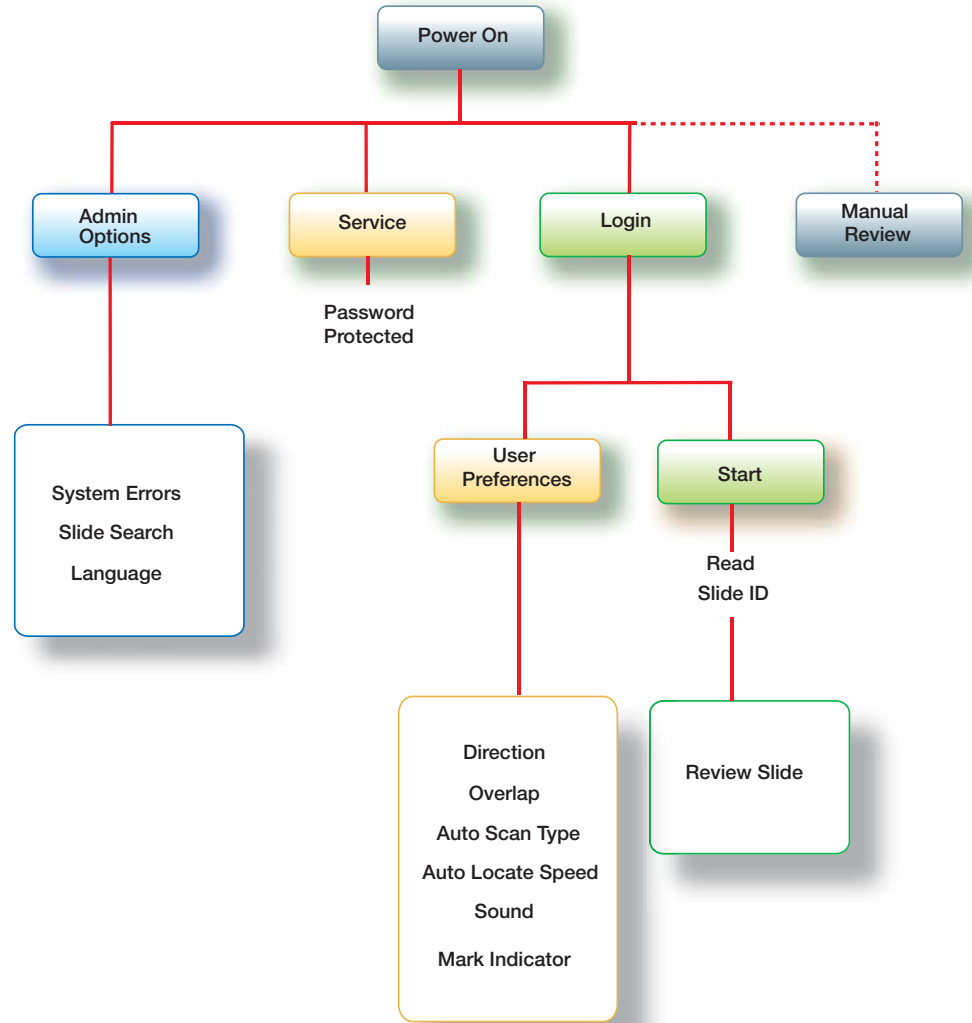 Power On
Admin
Options
Service
Login
Manual
Review
Password
Protected
System Errors
Slide Search
Language
User
Preferences
Start
Read
Slide ID
Direction
Overlap
Auto Scan Type
Auto Locate Speed
Sound
Mark Indicator
Review Slide